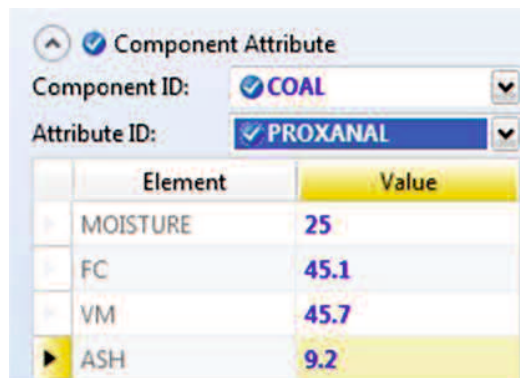 Component Attribute
Component ID: COAL
Attribute ID: PROXANAL
Element Value
MOISTURE 25
FC 45.1
VM 45.7
ASH 9.2